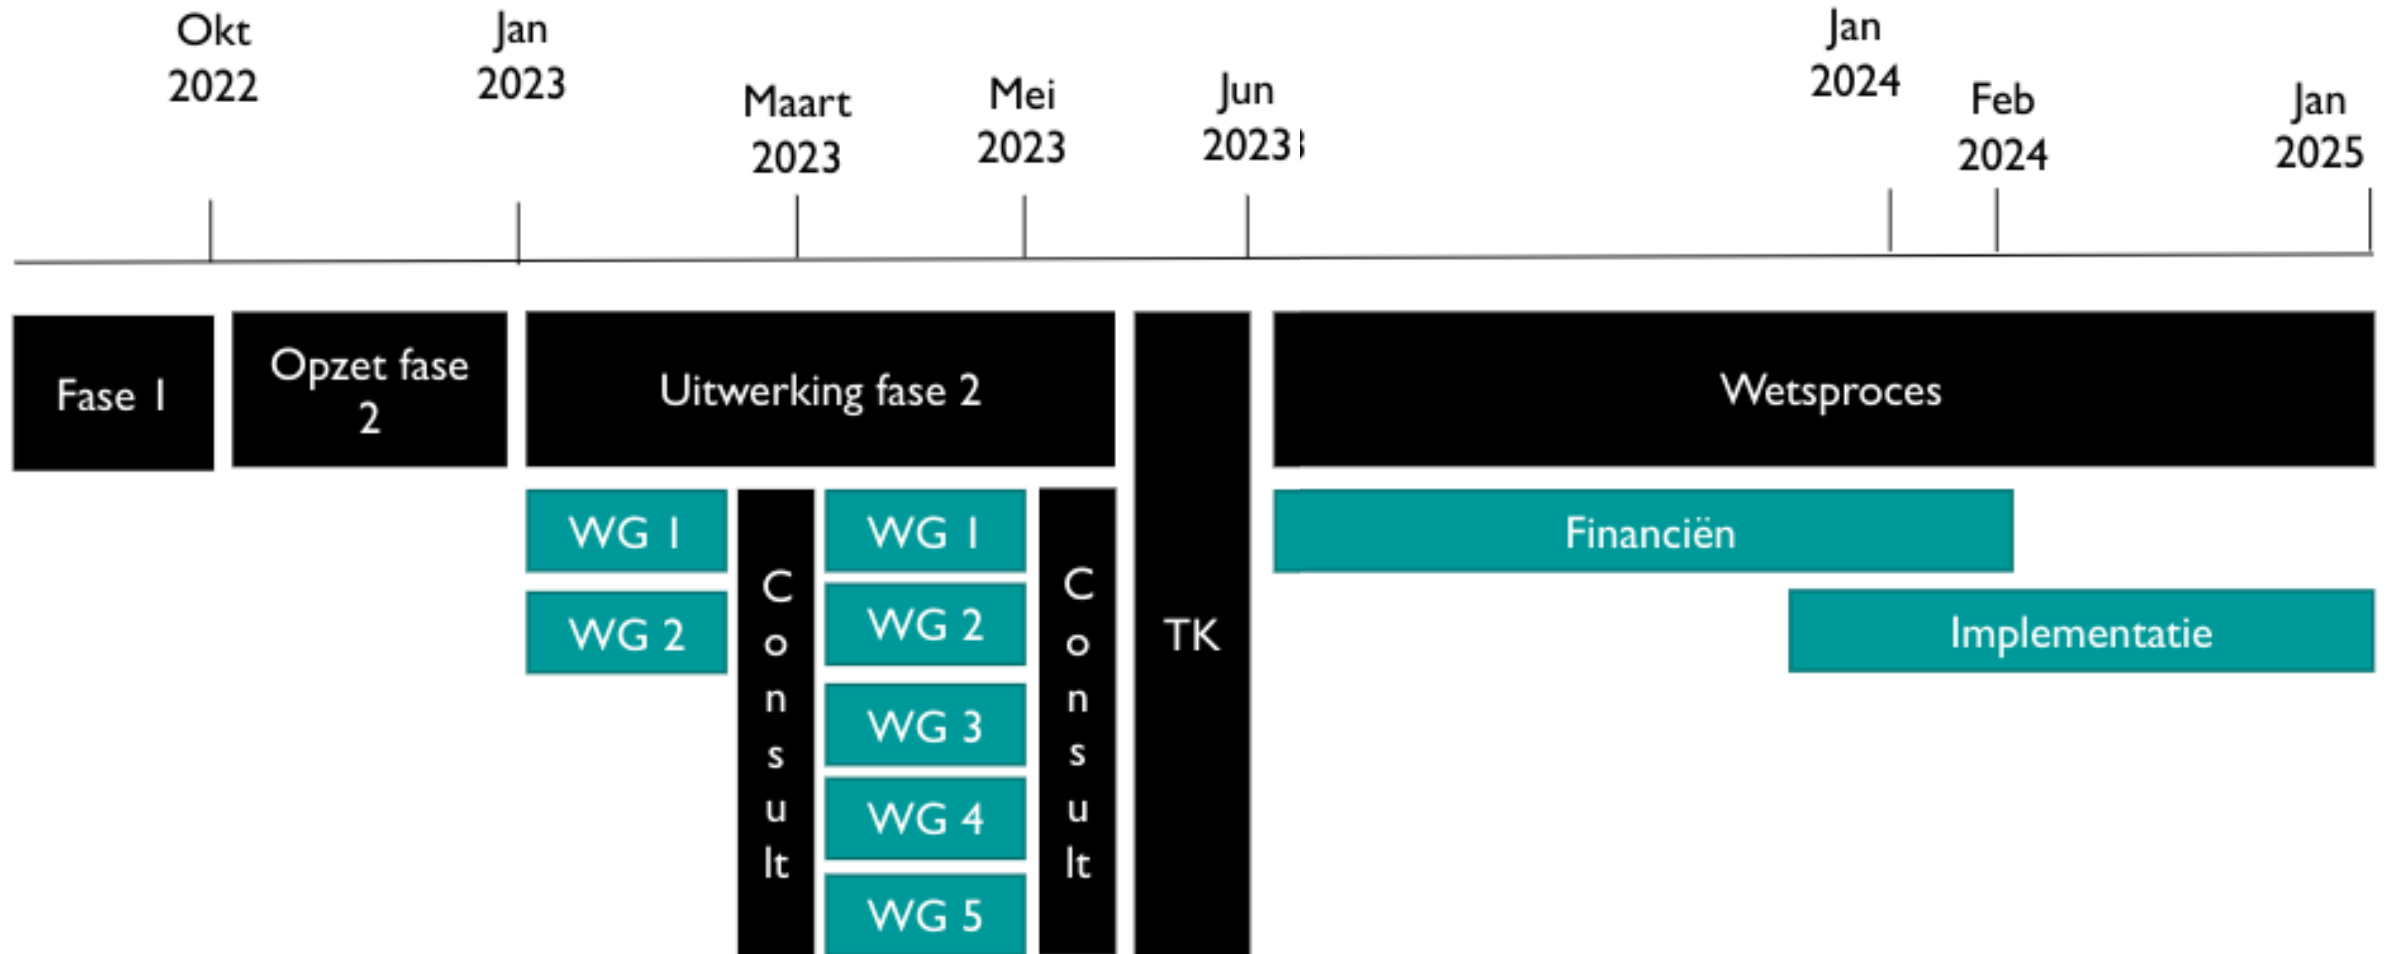 Okt
2022
Jan
2023
Maart
2023
Mei
2023
Jun
2023
Jan
2024
Feb
2024
Jan
2025
Fase 1
Opzet fase
2
Uitwerking fase 2
Wetsproces
WG 1
WG 2
C
o
n
s
u
lt
WG 1
WG 2
WG 3
WG 4
WG 5
C
o
n
s
u
lt
TK
Financiën
Implementatie